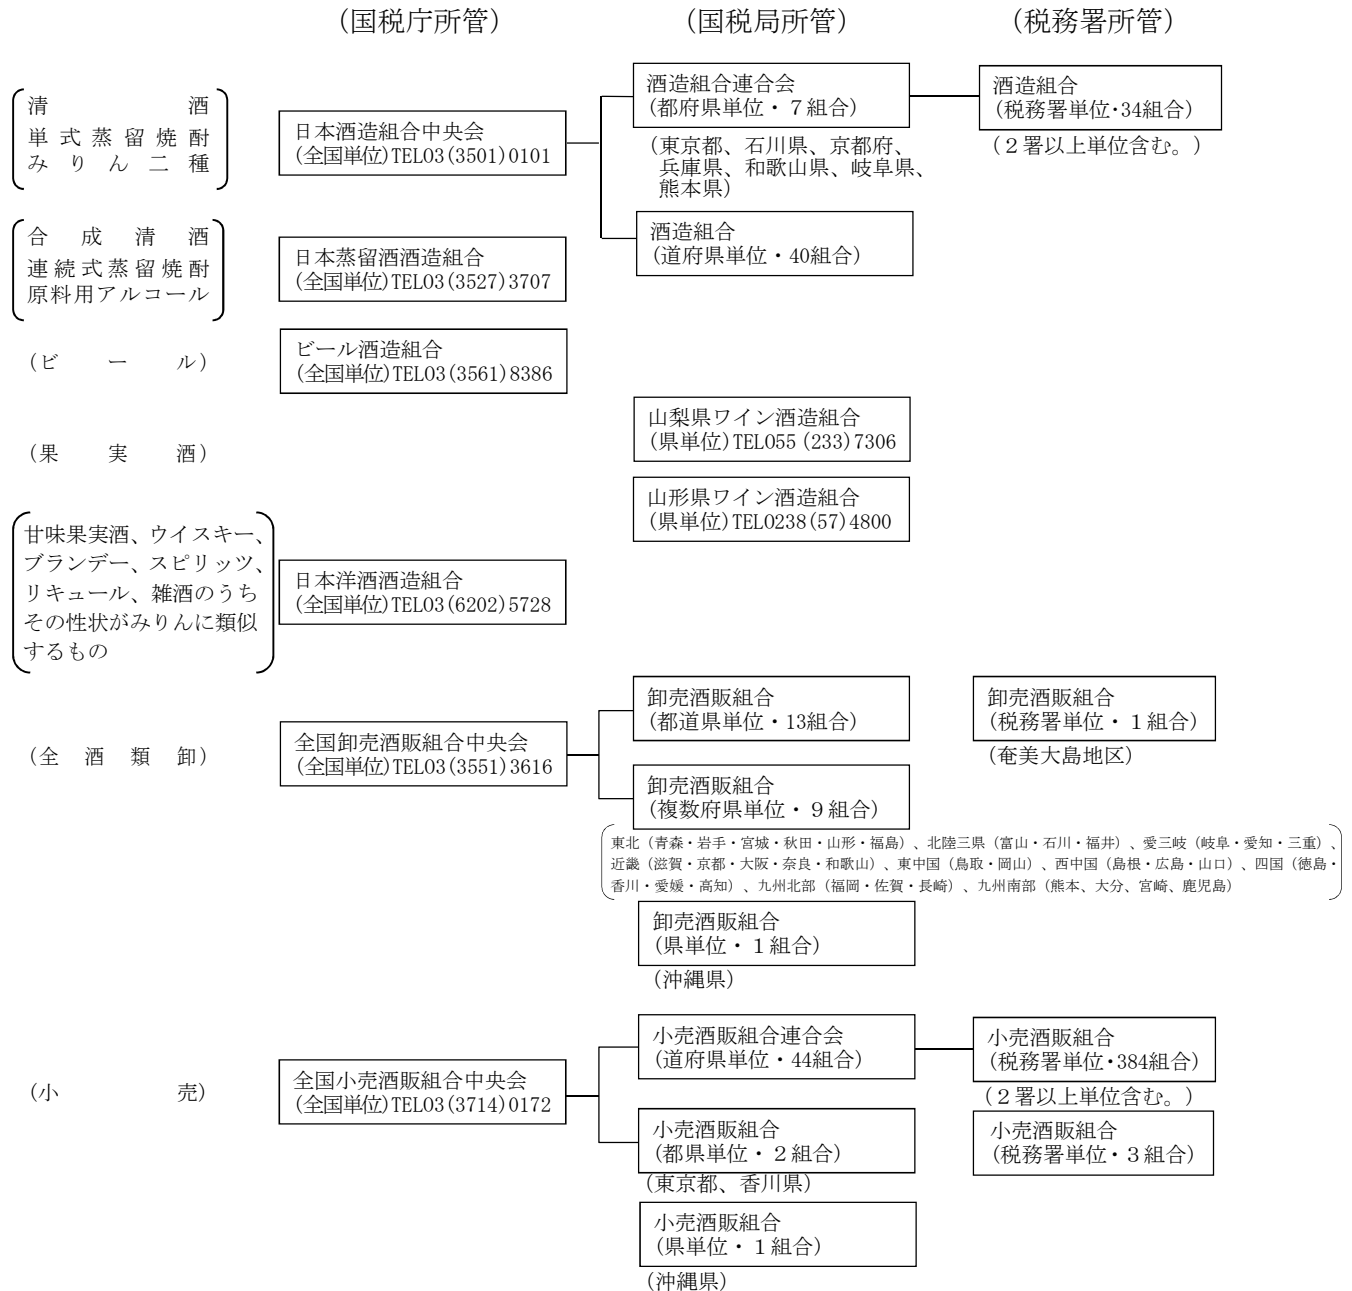 (国税庁所管)
(国税局所管)
(税務署所管)
清酒
単式蒸留焼酎
みりん二種
日本酒造組合中央会
(全国単位)TEL03(3501)0101
酒造組合連合会
(都府県単位・7組合)
(東京都、石川県、京都府、
兵庫県、和歌山県、岐阜県、
熊本県)
酒造組合
(税務署単位・34組合)
(2署以上単位含む。)
酒造組合
(道府県単位・40組合)
合成清酒
連続式蒸留焼酎
原料用アルコール
日本蒸留酒酒造組合
(全国単位)TEL03(3527)3707
(ビール)
ビール酒造組合
(全国単位)TEL03(3561)8386
(果実酒)
山梨県ワイン酒造組合
(県単位)TEL055(233)7306
山形県ワイン酒造組合
(県単位)TEL0238(57)4800
甘味果実酒、ウイスキー、
ブランデー、スピリッツ、
リキュール、雑酒のうち
その性状がみりんに類似
するもの
日本洋酒酒造組合
(全国単位)TEL03(6202)5728
(全酒類卸)
全国卸売酒販組合中央会
(全国単位)TEL03(3551)3616
卸売酒販組合
(都道県単位・13組合)
卸売酒販組合
(税務署単位・1組合)
(奄美大島地区)
卸売酒販組合
(複数府県単位・9組合)
東北(青森・岩手・宮城・秋田・山形・福島)、北陸三県(富山・石川・福井)、愛三岐(岐阜・愛知・三重)、
近畿(滋賀・京都・大阪・奈良・和歌山)、東中国(鳥取・岡山)、西中国(島根・広島・山口)、四国(徳島・
香川・愛媛・高知)、九州北部(福岡・佐賀・長崎)、九州南部(熊本、大分、宮崎、鹿児島)
卸売酒販組合
(県単位・1組合)
(沖縄県)
(小売)
全国小売酒販組合中央会
(全国単位)TEL03(3714)0172
小売酒販組合連合会
(道府県単位・44組合)
小売酒販組合
(税務署単位・384組合)
(2署以上単位含む。)
小売酒販組合
(都県単位・2組合)
(東京都、香川県)
小売酒販組合
(税務署単位・3組合)
小売酒販組合
(県単位・1組合)
(沖縄県)